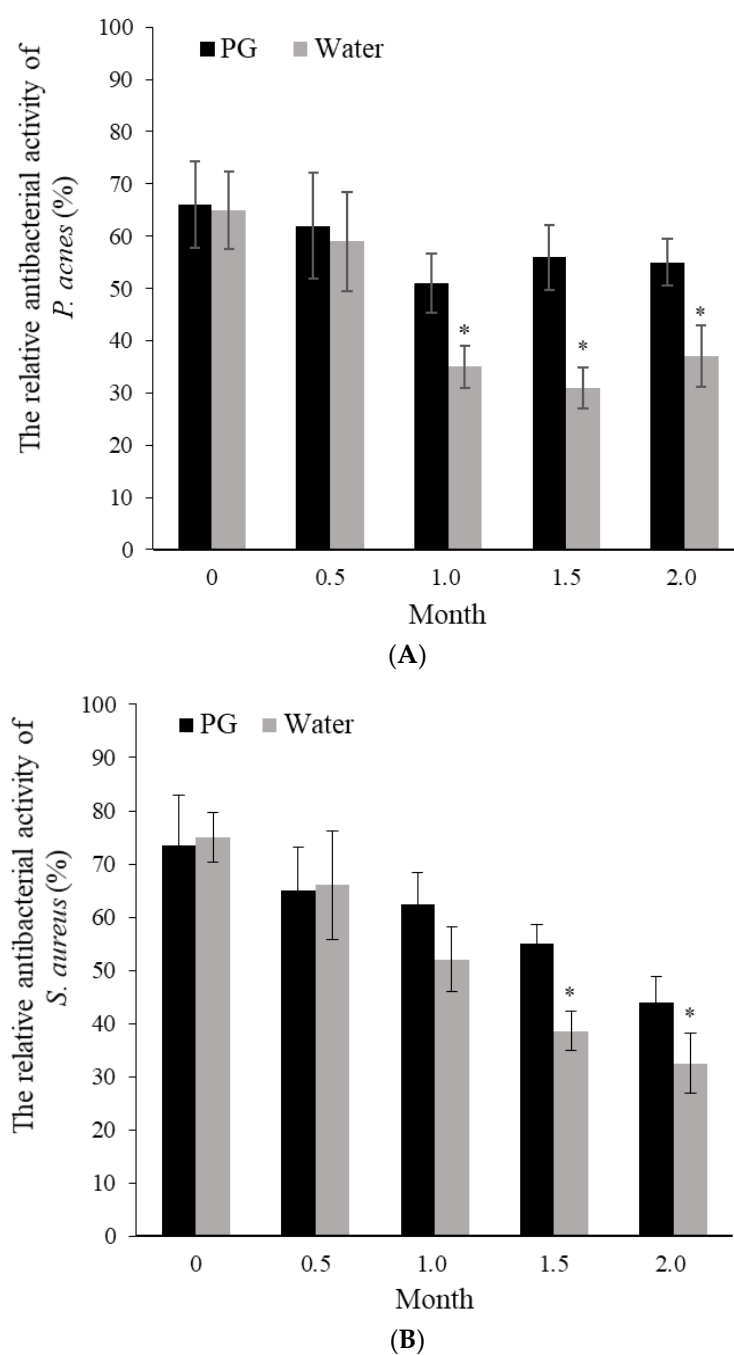 The relative antibacterial activity of
P. acnes (%)
100
90
80
70
60
50
40
30
20
10
0
PG Water
*
*
*
0 0.5 1.0 1.5 2.0
Month
(A)
The relative antibacterial activity of
S. aureus (%)
100
90
80
70
60
50
40
30
20
10
0
PG Water
*
*
0 0.5 1.0 1.5 2.0
Month
(B)